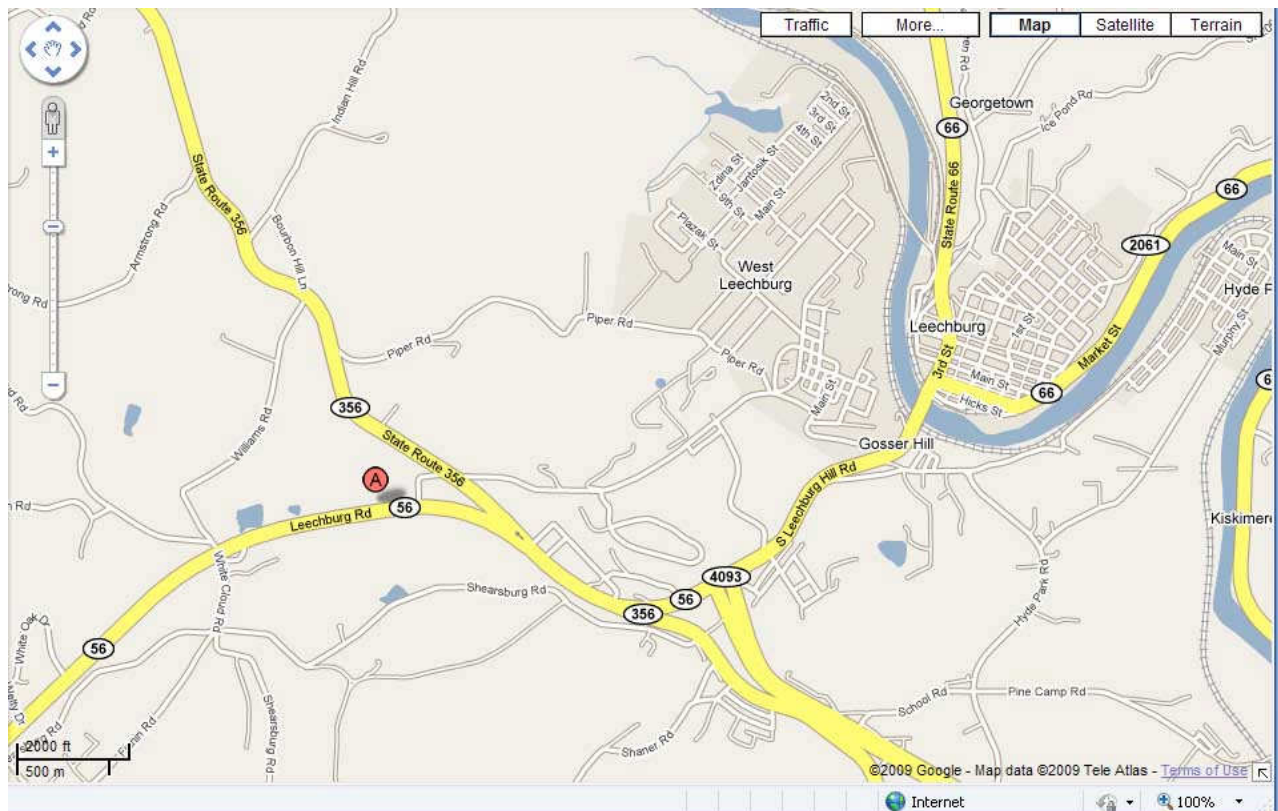 Traffic
More...
Map
Satellite
Terrain
Indian Hill Rd
Georgetown
Ice Pond Rd
66
2nd St
3rd St
4th St
Jantosik St
Zdina St
9th St
Main St
Plazak St
State Route 356
Armstrong Rd
Bourbon Hill Ln
State Route 66
66
2061
Main St
Hyde
Murphy St
West
Leechburg
Piper Rd
Piper Rd
Piper Rd
Leechburg
1st St
3rd St
Market St
Main St
66
Hicks St
Main St
356
Williams Rd
State Route 356
Gosser Hill
A
56
Leechburg Rd
S Leechburg Hill Rd
White Cloud Rd
Shearsburg Rd
4093
56
356
Hyde Park Rd
56
White Oak Dr
School Rd
Pine Camp Rd
Shearsburg Rd
Shaner Rd
2000 ft
500 m
©2009 Google - Map data ©2009 Tele Atlas - Terms of Use
Internet
100%